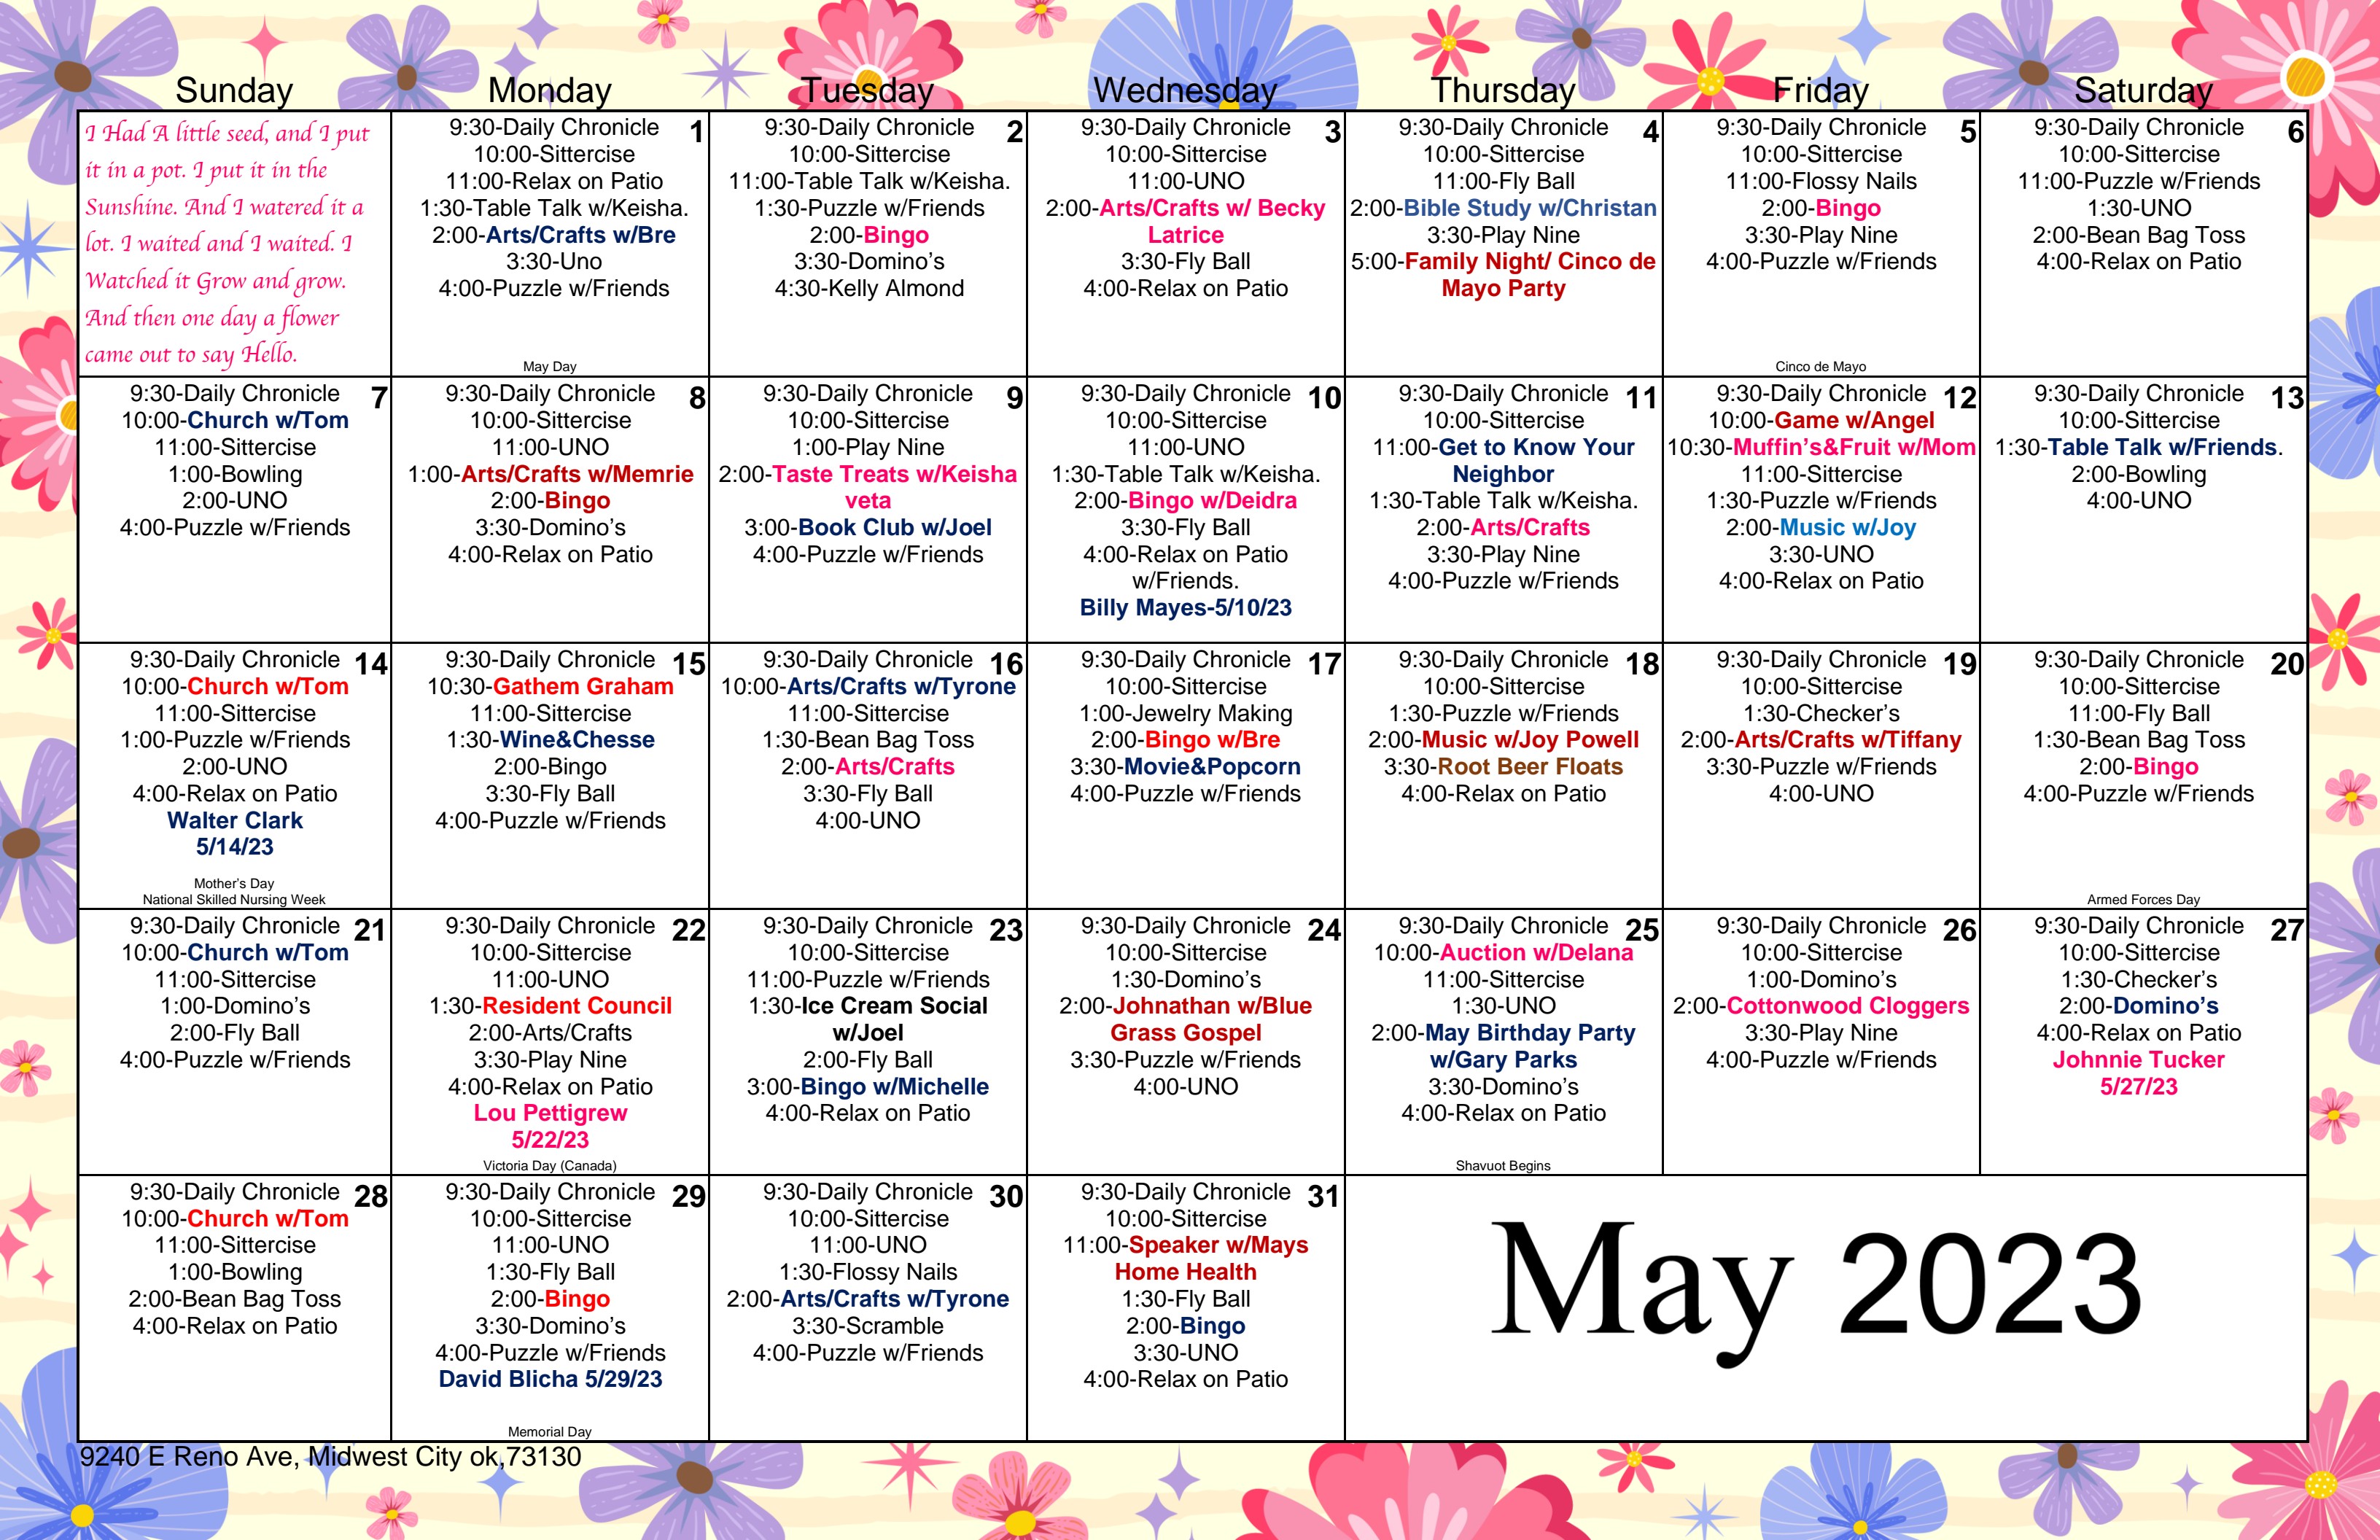 Sunday Monday Tuesday Wednesday Thursday Friday Saturday
I Had A little seed, and I put
it in a pot. I put it in the
Sunshine. And I watered it a
lot. I waited and I waited. I
Watched it Grow and grow.
And then one day a flower
came out to say Hello.
1
9:30-Daily Chronicle
10:00-Sittercise
11:00-Relax on Patio
1:30-Table Talk w/Keisha.
2:00-Arts/Crafts w/Bre
3:30-Uno
4:00-Puzzle w/Friends
May Day
2
9:30-Daily Chronicle
10:00-Sittercise
11:00-Table Talk w/Keisha.
1:30-Puzzle w/Friends
2:00-Bingo
3:30-Domino's
4:30-Kelly Almond
3
9:30-Daily Chronicle
10:00-Sittercise
11:00-UNO
2:00-Arts/Crafts w/ Becky
Latrice
3:30-Fly Ball
4:00-Relax on Patio
4
9:30-Daily Chronicle
10:00-Sittercise
11:00-Fly Ball
2:00-Bible Study w/Christan
3:30-Play Nine
5:00-Family Night/ Cinco de
Mayo Party
5
9:30-Daily Chronicle
10:00-Sittercise
11:00-Flossy Nails
2:00-Bingo
3:30-Play Nine
4:00-Puzzle w/Friends
Cinco de Mayo
6
9:30-Daily Chronicle
10:00-Sittercise
11:00-Puzzle w/Friends
1:30-UNO
2:00-Bean Bag Toss
4:00-Relax on Patio
7
9:30-Daily Chronicle
10:00-Church w/Tom
11:00-Sittercise
1:00-Bowling
2:00-UNO
4:00-Puzzle w/Friends
8
9:30-Daily Chronicle
10:00-Sittercise
11:00-UNO
1:00-Arts/Crafts w/Memrie
2:00-Bingo
3:30-Domino's
4:00-Relax on Patio
9
9:30-Daily Chronicle
10:00-Sittercise
1:00-Play Nine
2:00-Taste Treats w/Keisha
veta
3:00-Book Club w/Joel
4:00-Puzzle w/Friends
10
9:30-Daily Chronicle
10:00-Sittercise
11:00-UNO
1:30-Table Talk w/Keisha.
2:00-Bingo w/Deidra
3:30-Fly Ball
4:00-Relax on Patio
w/Friends.
Billy Mayes-5/10/23
11
9:30-Daily Chronicle
10:00-Sittercise
11:00-Get to Know Your
Neighbor
1:30-Table Talk w/Keisha.
2:00-Arts/Crafts
3:30-Play Nine
4:00-Puzzle w/Friends
12
9:30-Daily Chronicle
10:00-Game w/Angel
10:30-Muffin's&Fruit w/Mom
11:00-Sittercise
1:30-Puzzle w/Friends
2:00-Music w/Joy
3:30-UNO
4:00-Relax on Patio
13
9:30-Daily Chronicle
10:00-Sittercise
1:30-Table Talk w/Friends.
2:00-Bowling
4:00-UNO
14
9:30-Daily Chronicle
10:00-Church w/Tom
11:00-Sittercise
1:00-Puzzle w/Friends
2:00-UNO
4:00-Relax on Patio
Walter Clark
5/14/23
Mother's Day
National Skilled Nursing Week
15
9:30-Daily Chronicle
10:30-Gathem Graham
11:00-Sittercise
1:30-Wine&Chesse
2:00-Bingo
3:30-Fly Ball
4:00-Puzzle w/Friends
16
9:30-Daily Chronicle
10:00-Arts/Crafts w/Tyrone
11:00-Sittercise
1:30-Bean Bag Toss
2:00-Arts/Crafts
3:30-Fly Ball
4:00-UNO
17
9:30-Daily Chronicle
10:00-Sittercise
1:00-Jewelry Making
2:00-Bingo w/Bre
3:30-Movie&Popcorn
4:00-Puzzle w/Friends
18
9:30-Daily Chronicle
10:00-Sittercise
1:30-Puzzle w/Friends
2:00-Music w/Joy Powell
3:30-Root Beer Floats
4:00-Relax on Patio
19
9:30-Daily Chronicle
10:00-Sittercise
1:30-Checker's
2:00-Arts/Crafts w/Tiffany
3:30-Puzzle w/Friends
4:00-UNO
20
9:30-Daily Chronicle
10:00-Sittercise
11:00-Fly Ball
1:30-Bean Bag Toss
2:00-Bingo
4:00-Puzzle w/Friends
Armed Forces Day
21
9:30-Daily Chronicle
10:00-Church w/Tom
11:00-Sittercise
1:00-Domino's
2:00-Fly Ball
4:00-Puzzle w/Friends
22
9:30-Daily Chronicle
10:00-Sittercise
11:00-UNO
1:30-Resident Council
2:00-Arts/Crafts
3:30-Play Nine
4:00-Relax on Patio
Lou Pettigrew
5/22/23
Victoria Day (Canada)
23
9:30-Daily Chronicle
10:00-Sittercise
11:00-Puzzle w/Friends
1:30-Ice Cream Social
w/Joel
2:00-Fly Ball
3:00-Bingo w/Michelle
4:00-Relax on Patio
24
9:30-Daily Chronicle
10:00-Sittercise
1:30-Domino's
2:00-Johnathan w/Blue
Grass Gospel
3:30-Puzzle w/Friends
4:00-UNO
25
9:30-Daily Chronicle
10:00-Auction w/Delana
11:00-Sittercise
1:30-UNO
2:00-May Birthday Party
w/Gary Parks
3:30-Domino's
4:00-Relax on Patio
Shavuot Begins
26
9:30-Daily Chronicle
10:00-Sittercise
1:00-Domino's
2:00-Cottonwood Cloggers
3:30-Play Nine
4:00-Puzzle w/Friends
27
9:30-Daily Chronicle
10:00-Sittercise
1:30-Checker's
2:00-Domino's
4:00-Relax on Patio
Johnnie Tucker
5/27/23
28
9:30-Daily Chronicle
10:00-Church w/Tom
11:00-Sittercise
1:00-Bowling
2:00-Bean Bag Toss
4:00-Relax on Patio
29
9:30-Daily Chronicle
10:00-Sittercise
11:00-UNO
1:30-Fly Ball
2:00-Bingo
3:30-Domino's
4:00-Puzzle w/Friends
David Blicha 5/29/23
Memorial Day
30
9:30-Daily Chronicle
10:00-Sittercise
11:00-UNO
1:30-Flossy Nails
2:00-Arts/Crafts w/Tyrone
3:30-Scramble
4:00-Puzzle w/Friends
31
9:30-Daily Chronicle
10:00-Sittercise
11:00-Speaker w/Mays
Home Health
1:30-Fly Ball
2:00-Bingo
3:30-UNO
4:00-Relax on Patio
May 2023
9240 E Reno Ave, Midwest City ok,73130